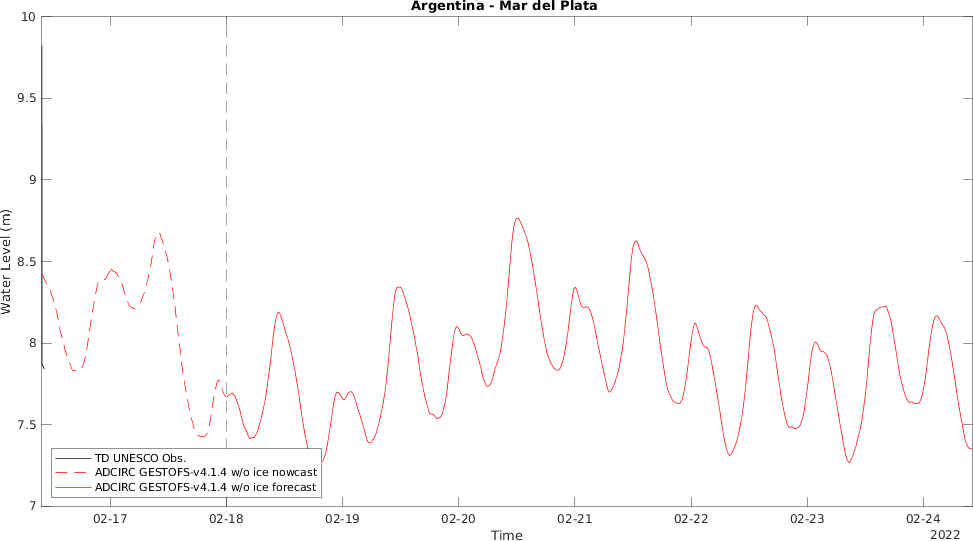 Argentina - Mar del Plata
10
9.5
9
8.5
8
7.5
7
Water Level (m)
TD UNESCO Obs.
ADCIRC GESTOFS-v4.1.4 w/o ice nowcast
ADCIRC GESTOFS-v4.1.4 w/o ice forecast
02-17 02-18 02-19 02-20 02-21 02-22 02-23 02-24
Time 2022